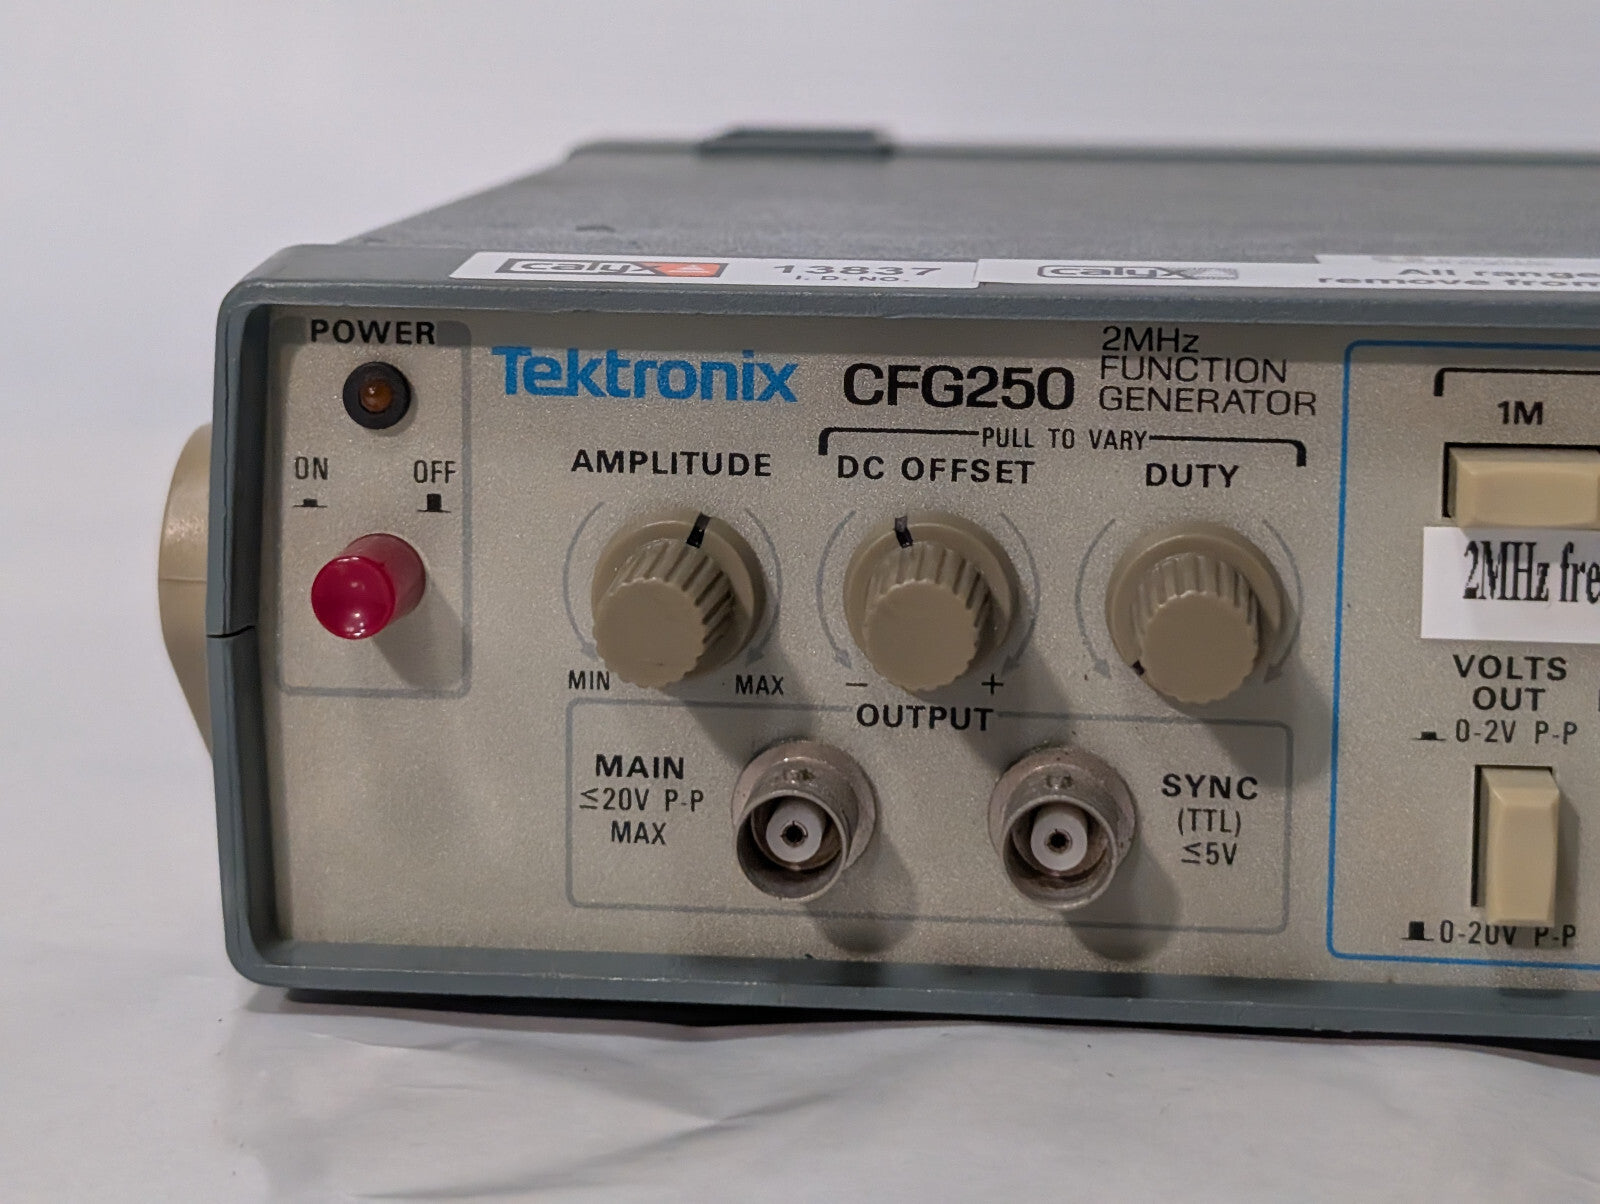 calyx 13837
I. D. NO.
calyx
All range
remove from
POWER
ON OFF
Tektronix CFG250 2MHz
FUNCTION
GENERATOR
PULL TO VARY
AMPLITUDE DC OFFSET DUTY
MIN MAX − +
OUTPUT
MAIN
≤20V P-P
MAX
SYNC
(TTL)
≤5V
1M
2MHz fre
VOLTS
OUT
0-2V P-P
0-20V P-P